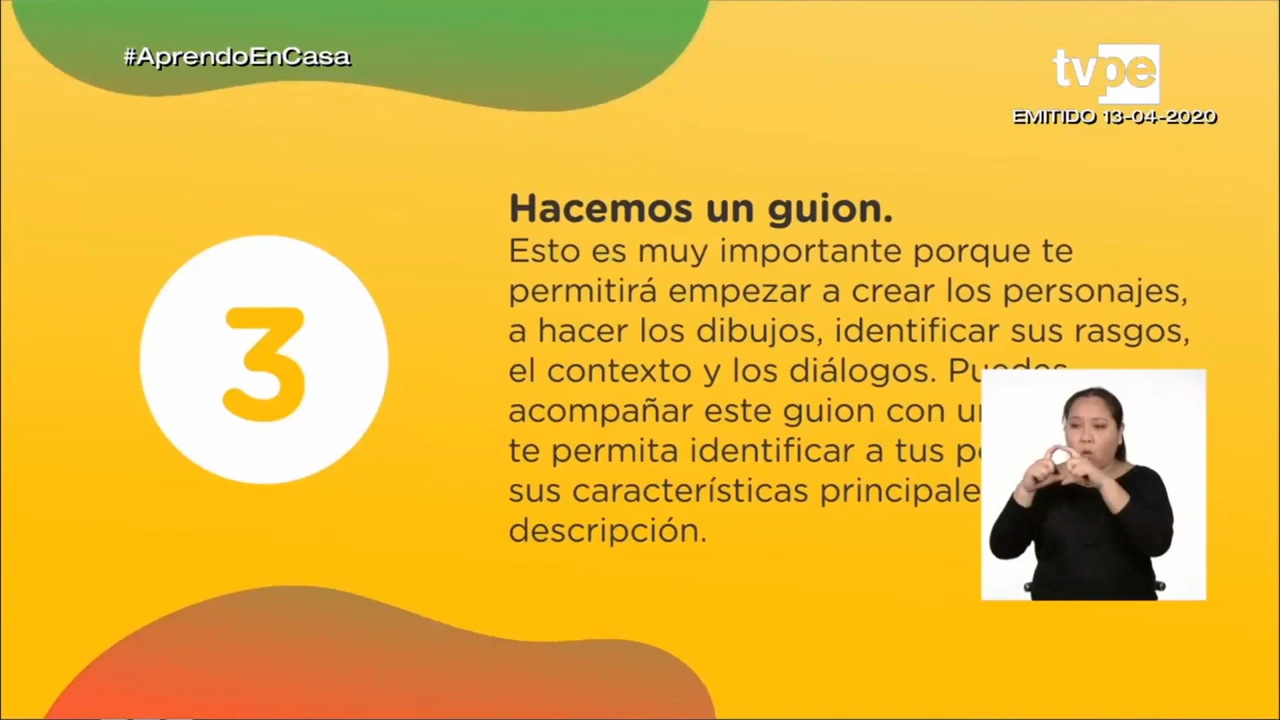 #AprendoEnCasa
tvpe
EMITIDO 13-04-2020
3
Hacemos un guion.
Esto es muy importante porque te
permitirá empezar a crear los personajes,
a hacer los dibujos, identificar sus rasgos,
el contexto y los diálogos. Puedes
acompañar este guion con
te permita identificar a tus
sus características
descripción.